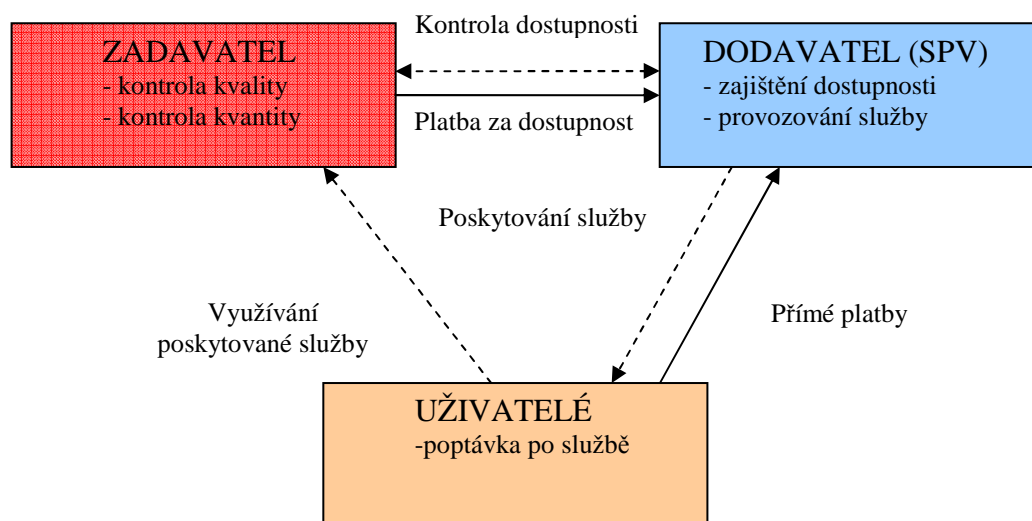 Kontrola dostupnosti
ZADAVATEL
- kontrola kvality
- kontrola kvantity
DODAVATEL (SPV)
- zajištění dostupnosti
- provozování služby
Platba za dostupnost
Poskytování služby
Využívání
poskytované služby
Přímé platby
UŽIVATELÉ
-poptávka po službě